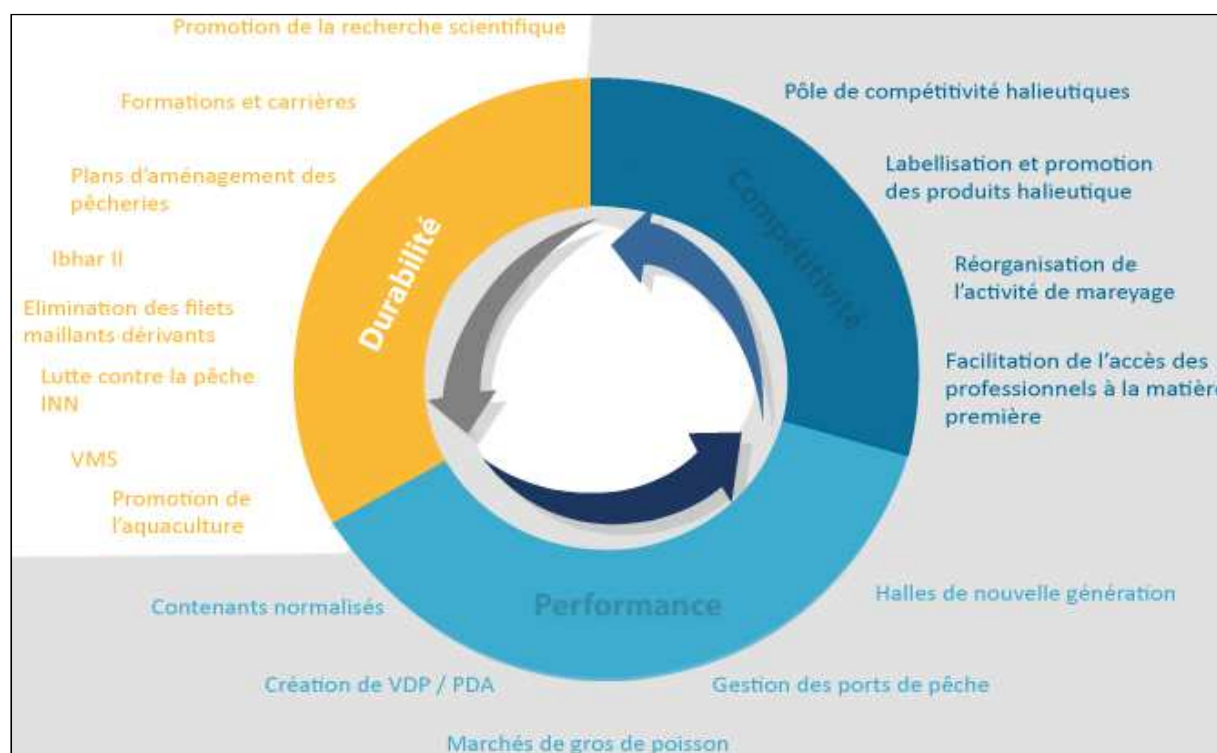 Promotion de la recherche scientifique
Formations et carrières
Plans d'aménagement des
pêcheries
Ibhar II
Elimination des filets
maillants dérivants
Lutte contre la pêche
INN
VMS
Promotion de
l'aquaculture
Durabilité
Compétitivité
Pôle de compétitivité halieutiques
Labellisation et promotion
des produits halieutique
Réorganisation de
l'activité de mareyage
Facilitation de l'accès des
professionnels à la matièr
première
Performance
Contenants normalisés
Halles de nouvelle génération
Création de VDP / PDA
Gestion des ports de pêche
Marchés de gros de poisson